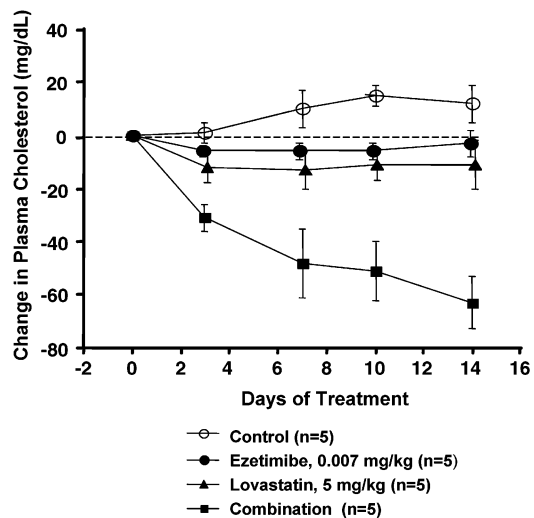 Change in Plasma Cholesterol (mg/dL)
40
20
0
-20
-40
-60
-80
-2 0 2 4 6 8 10 12 14 16
Days of Treatment
Control (n=5)
Ezetimibe, 0.007 mg/kg (n=5)
Lovastatin, 5 mg/kg (n=5)
Combination (n=5)